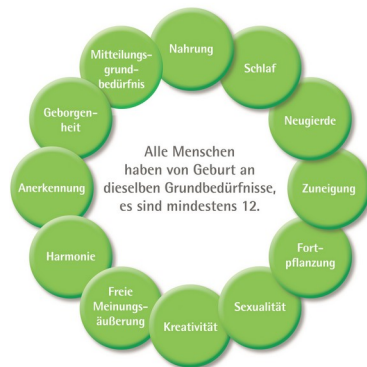 Nahrung
Schlaf
Neugierde
Zuneigung
Fort-
pflanzung
Sexualität
Kreativität
Freie
Meinungs-
äußerung
Harmonie
Anerkennung
Geborgen-
heit
Mitteilungs-
grund-
bedürfnis
Alle Menschen
haben von Geburt an
dieselben Grundbedürfnisse,
es sind mindestens 12.